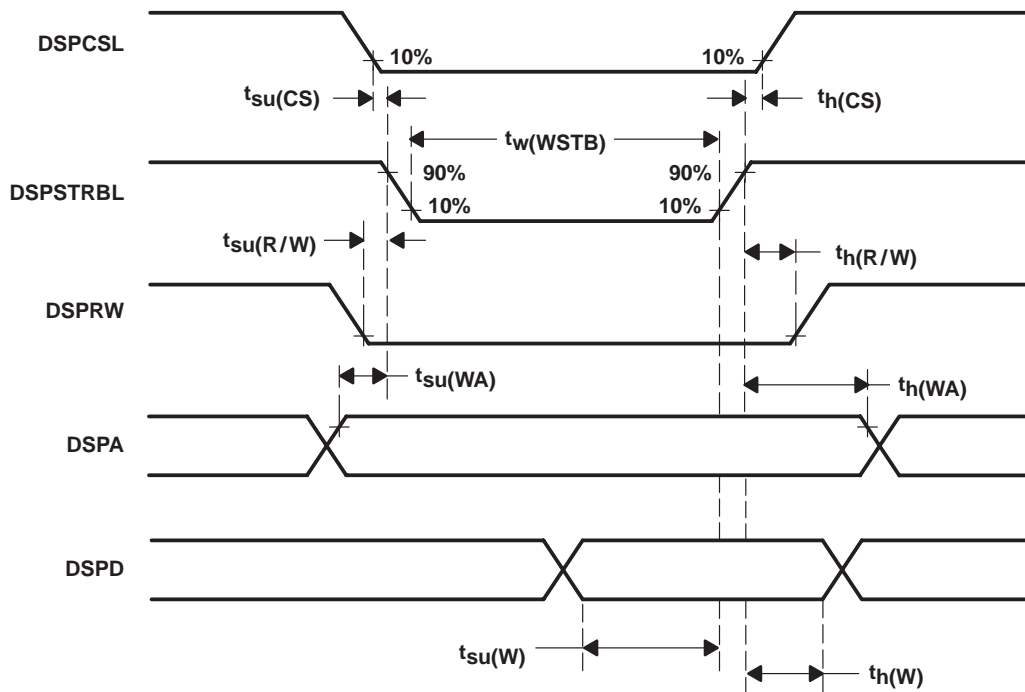 DSPCSL
10% 10%
tsu(CS) th(CS)
tw(WSTB)
DSPSTRBL
90% 90%
10% 10%
tsu(R/W) th(R/W)
DSPRW
tsu(WA) th(WA)
DSPA
DSPD
tsu(W) th(W)